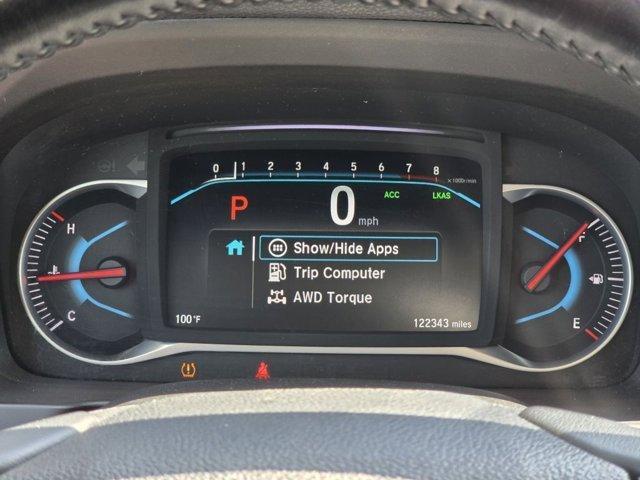 0 1 2 3 4 5 6 7 8 x1000r/min
P 0 mph ACC LKAS
H
F
Show/Hide Apps
Trip Computer
AWD Torque
C
E
100°F
122343 miles